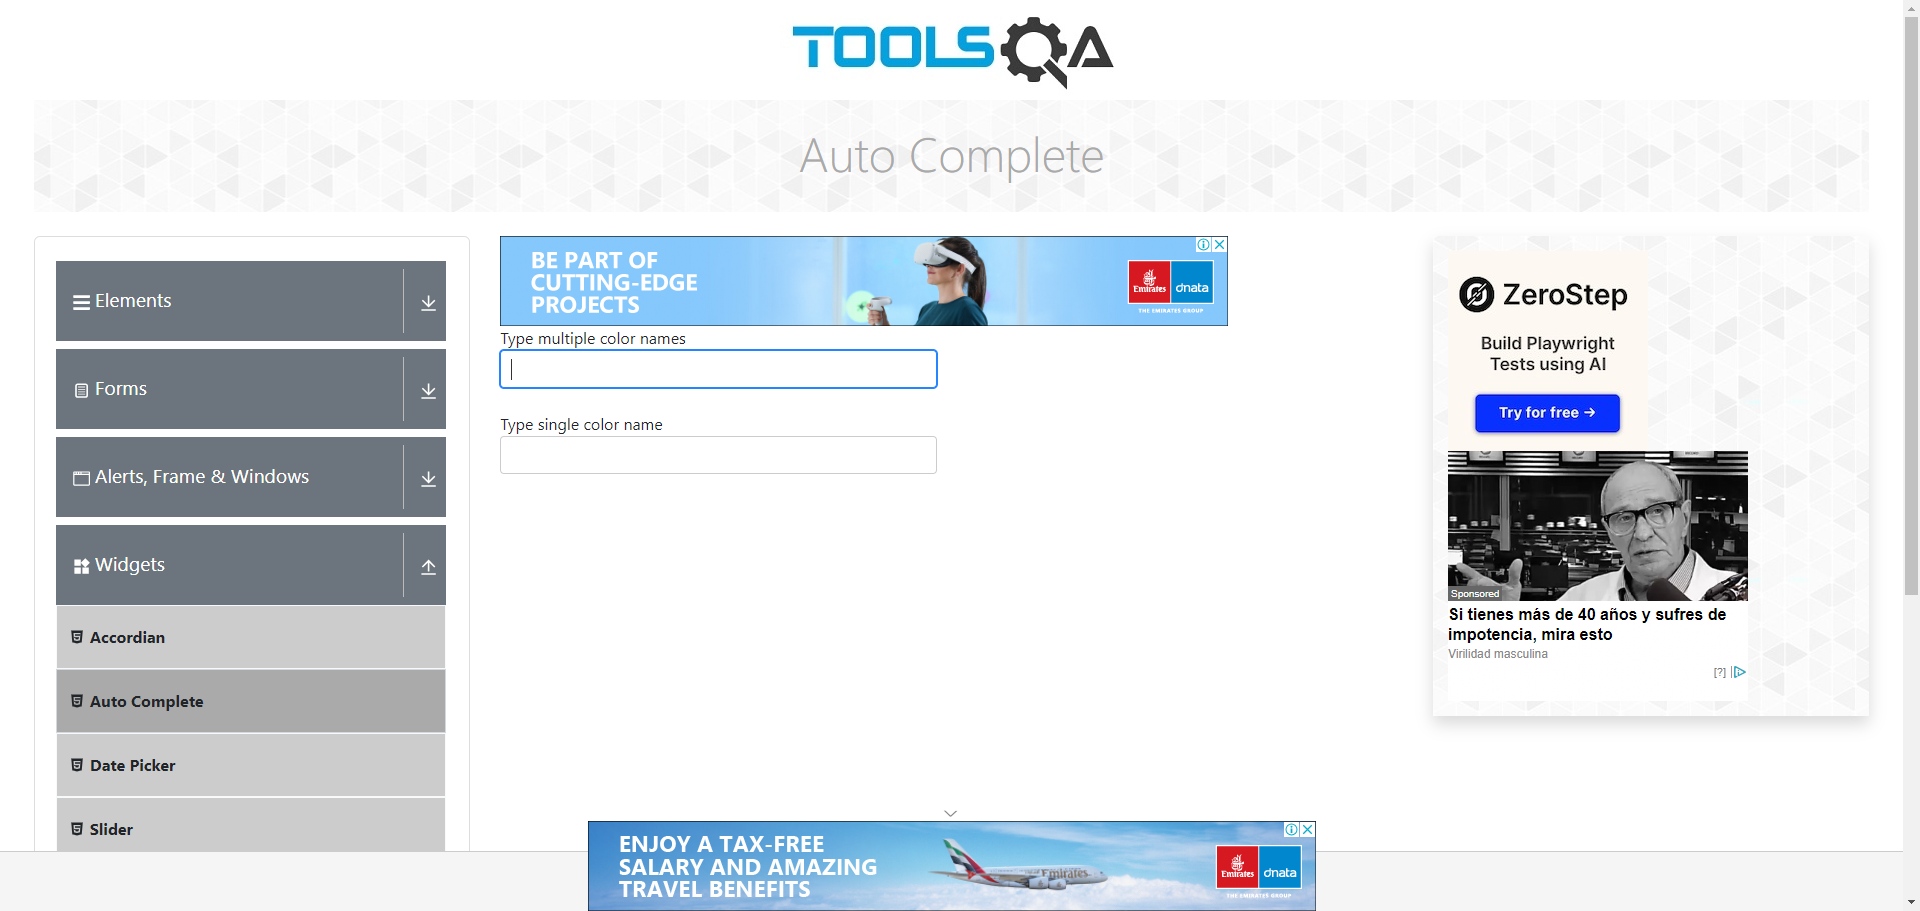 TOOLSQA
Auto Complete
Elements
Forms
Alerts, Frame & Windows
Widgets
Accordian
Auto Complete
Date Picker
Slider
BE PART OF
CUTTING-EDGE
PROJECTS
Emirates
dnata
THE EMIRATES GROUP
Type multiple color names
Type single color name
ZeroStep
Build Playwright
Tests using AI
Try for free →
Sponsored
Si tienes más de 40 años y sufres de
impotencia, mira esto
Virilidad masculina
[?]
ENJOY A TAX-FREE
SALARY AND AMAZING
TRAVEL BENEFITS
Emirates
Emirates
dnata
THE EMIRATES GROUP